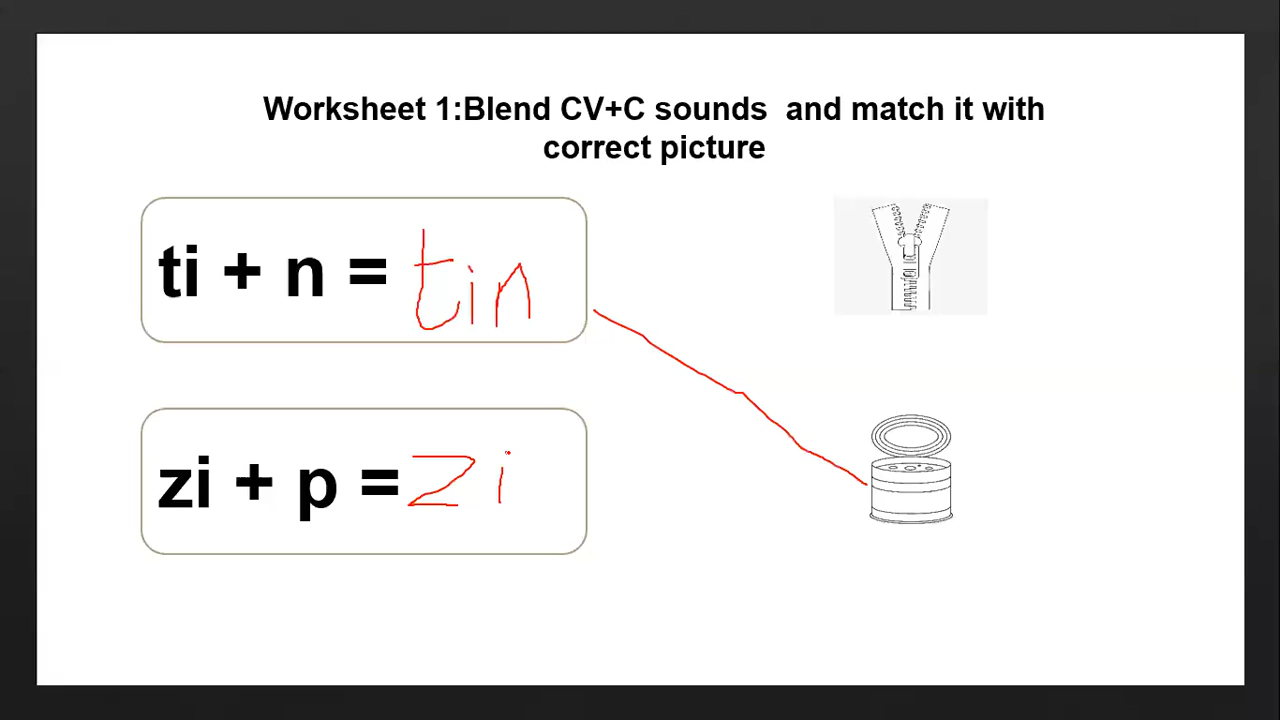 Worksheet 1:Blend CV+C sounds and match it with
correct picture
ti + n = tin
zi + p = zi